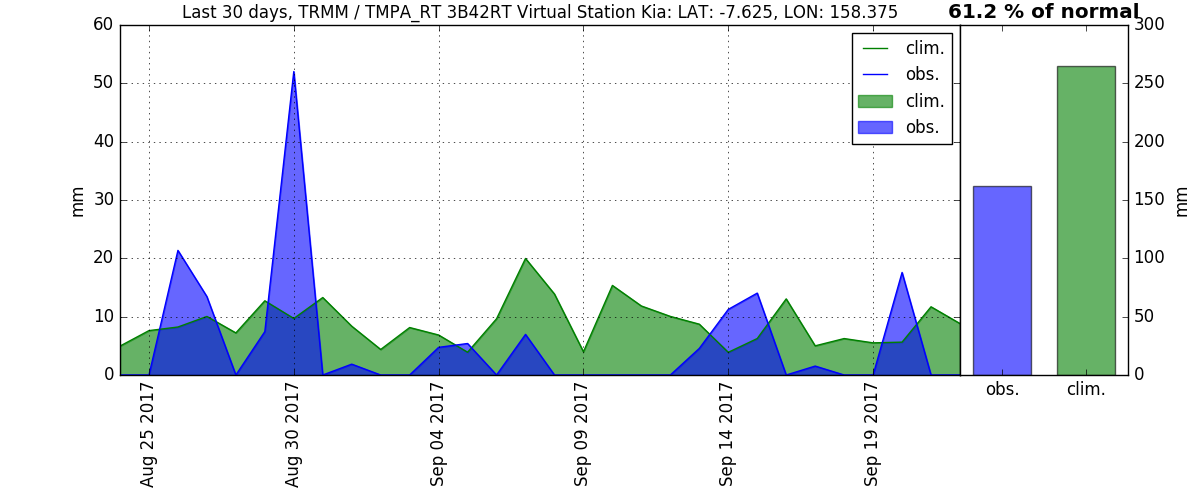 Last 30 days, TRMM / TMPA_RT 3B42RT Virtual Station Kia: LAT: -7.625, LON: 158.375
61.2 % of normal
60
50
40
30
20
10
0
mm
clim.
obs.
clim.
obs.
Aug 25 2017
Aug 30 2017
Sep 04 2017
Sep 09 2017
Sep 14 2017
Sep 19 2017
300
250
200
150
100
50
0
mm
obs.
clim.